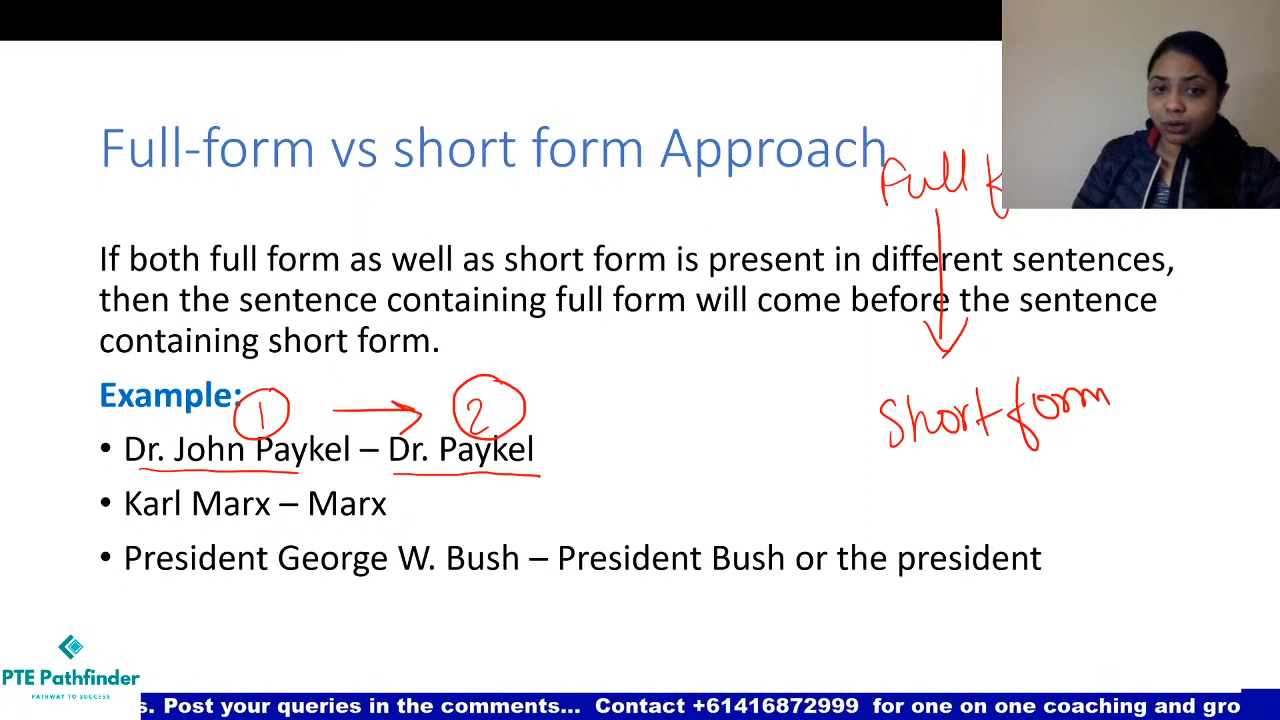 Full-form vs short form Approach
Full f
If both full form as well as short form is present in different sentences,
then the sentence containing full form will come before the sentence
containing short form.
Example:
1
2
Short form
• Dr. John Paykel – Dr. Paykel
• Karl Marx – Marx
• President George W. Bush – President Bush or the president
PTE Pathfinder
PATHWAY TO SUCCESS
s. Post your queries in the comments... Contact +61416872999 for one on one coaching and gro